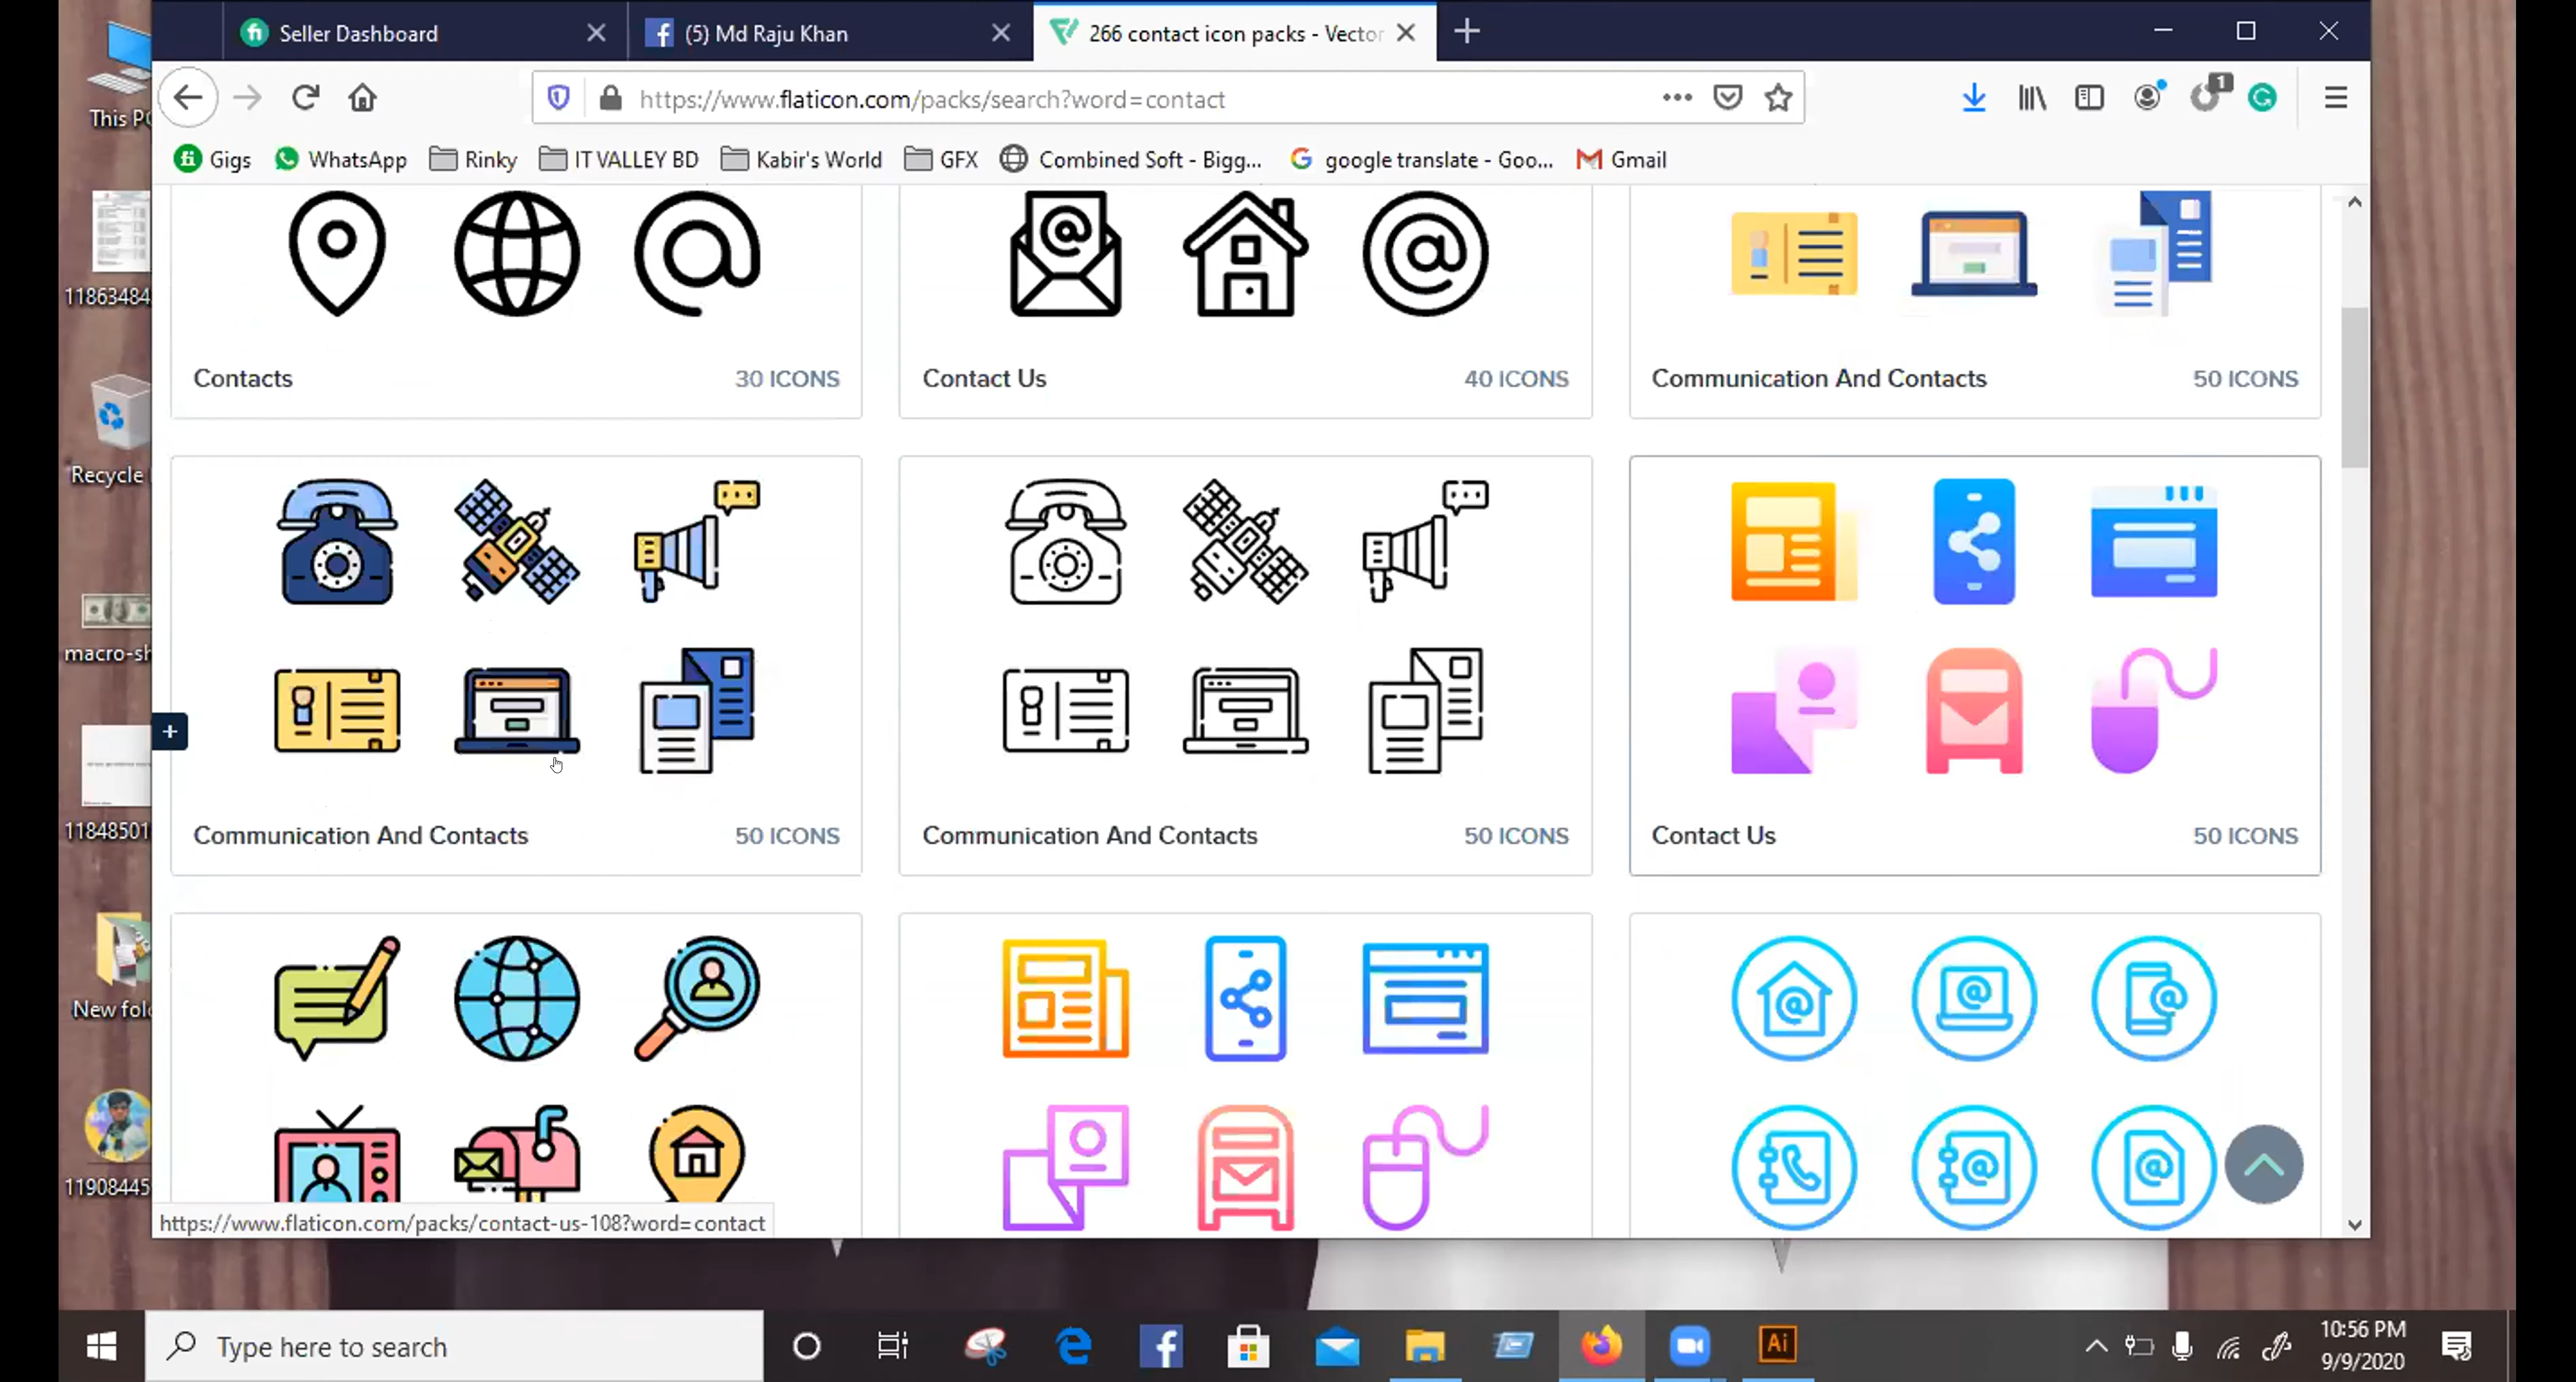 Seller Dashboard
(5) Md Raju Khan
266 contact icon packs - Vector
https://www.flaticon.com/packs/search?word=contact
1
Gigs
WhatsApp
Rinky
IT VALLEY BD
Kabir's World
GFX
Combined Soft - Bigg...
google translate - Goo...
Gmail
This PC
11863484
Recycle
macro-sh
11848501
New fol
11908445
Contacts
30 ICONS
Contact Us
40 ICONS
Communication And Contacts
50 ICONS
Communication And Contacts
50 ICONS
Communication And Contacts
50 ICONS
Contact Us
50 ICONS
https://www.flaticon.com/packs/contact-us-108?word=contact
Type here to search
Ai
10:56 PM
9/9/2020